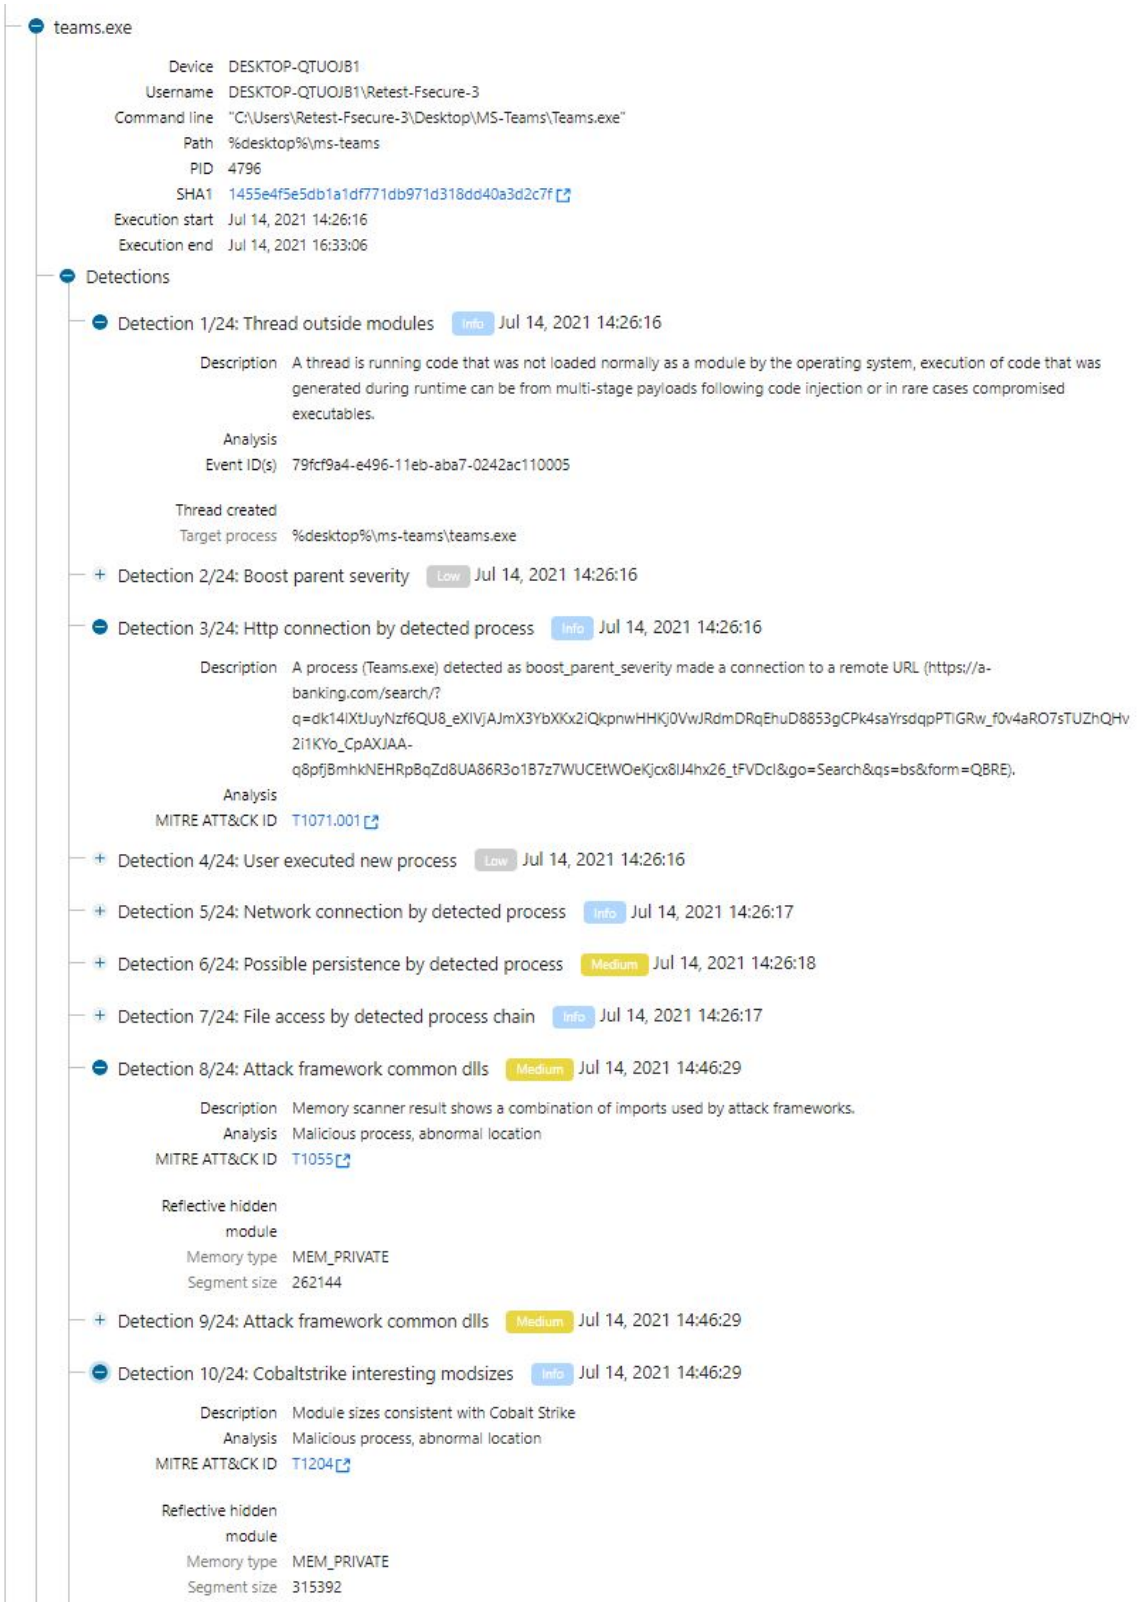 teams.exe
Device DESKTOP-QTUOJB1
Username DESKTOP-QTUOJB1\Retest-Fsecure-3
Command line "C:\Users\Retest-Fsecure-3\Desktop\MS-Teams\Teams.exe"
Path %desktop%\ms-teams
PID 4796
SHA1 1455e4f5e5db1a1df771db971d318dd40a3d2c7f
Execution start Jul 14, 2021 14:26:16
Execution end Jul 14, 2021 16:33:06
Detections
Detection 1/24: Thread outside modules Info Jul 14, 2021 14:26:16
Description A thread is running code that was not loaded normally as a module by the operating system, execution of code that was
generated during runtime can be from multi-stage payloads following code injection or in rare cases compromised
executables.
Analysis
Event ID(s) 79fcf9a4-e496-11eb-aba7-0242ac110005
Thread created
Target process %desktop%\ms-teams\teams.exe
Detection 2/24: Boost parent severity Low Jul 14, 2021 14:26:16
Detection 3/24: Http connection by detected process Info Jul 14, 2021 14:26:16
Description A process (Teams.exe) detected as boost_parent_severity made a connection to a remote URL (https://a-
banking.com/search/?
q=dk14IXtJuyNzf6QU8_eXIVjAJmX3YbXKx2iQkpnwHHKj0VwJRdmDRqEhuD8853gCPk4saYrsdqpPTIGRw_f0v4aRO7sTUZhQHv
2i1KYo_CpAXJAA-
q8pfjBmhkNEHRpBqZd8UA86R3o1B7z7WUCEtWOeKjcx8IJ4hx26_tFVDcI&go=Search&qs=bs&form=QBRE).
Analysis
MITRE ATT&CK ID T1071.001
Detection 4/24: User executed new process Low Jul 14, 2021 14:26:16
Detection 5/24: Network connection by detected process Info Jul 14, 2021 14:26:17
Detection 6/24: Possible persistence by detected process Medium Jul 14, 2021 14:26:18
Detection 7/24: File access by detected process chain Info Jul 14, 2021 14:26:17
Detection 8/24: Attack framework common dlls Medium Jul 14, 2021 14:46:29
Description Memory scanner result shows a combination of imports used by attack frameworks.
Analysis Malicious process, abnormal location
MITRE ATT&CK ID T1055
Reflective hidden
module
Memory type MEM_PRIVATE
Segment size 262144
Detection 9/24: Attack framework common dlls Medium Jul 14, 2021 14:46:29
Detection 10/24: Cobaltstrike interesting modsizes Info Jul 14, 2021 14:46:29
Description Module sizes consistent with Cobalt Strike
Analysis Malicious process, abnormal location
MITRE ATT&CK ID T1204
Reflective hidden
module
Memory type MEM_PRIVATE
Segment size 315392